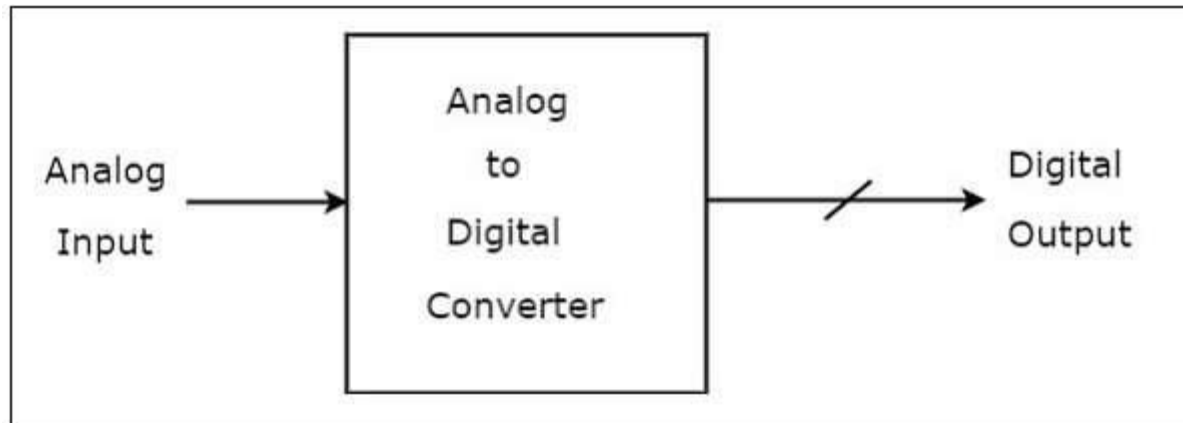 Analog
Input
Analog
to
Digital
Converter
Digital
Output